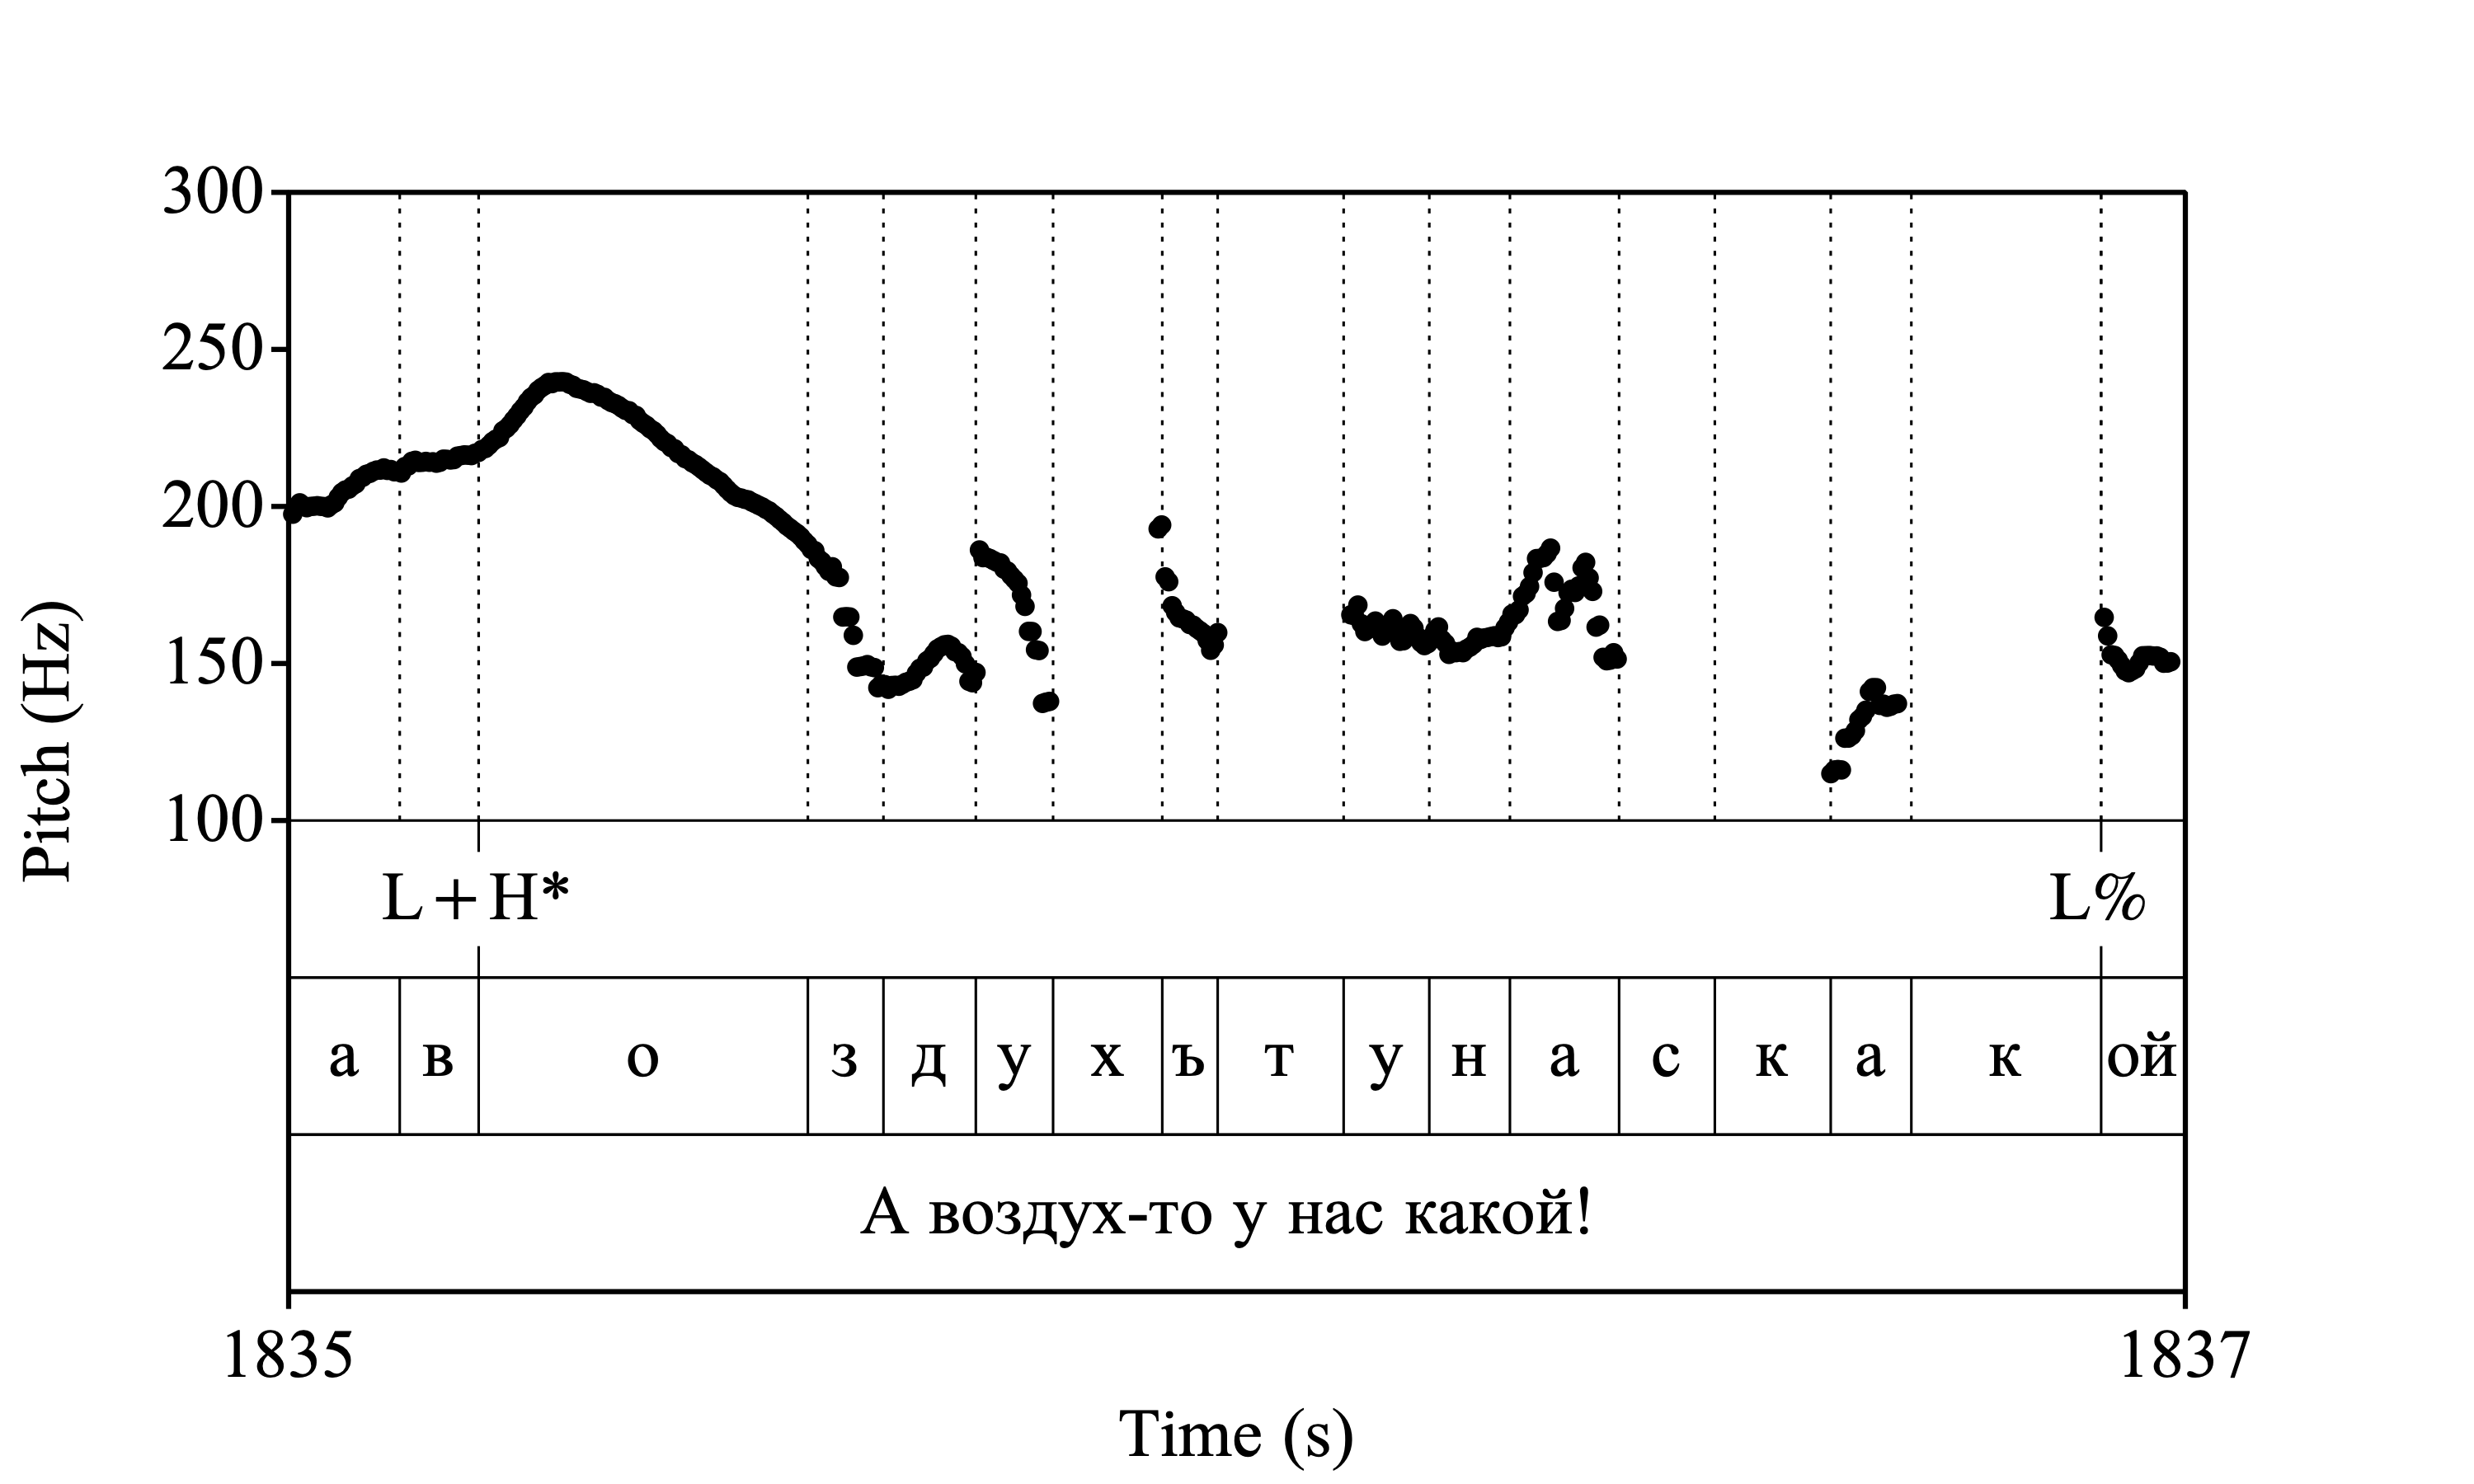 300
250
200
150
100
Pitch (Hz)
L+H* L%
а в о з д у х ъ т у н а с к а к ой
А воздух-то у нас какой!
1835 1837
Time (s)